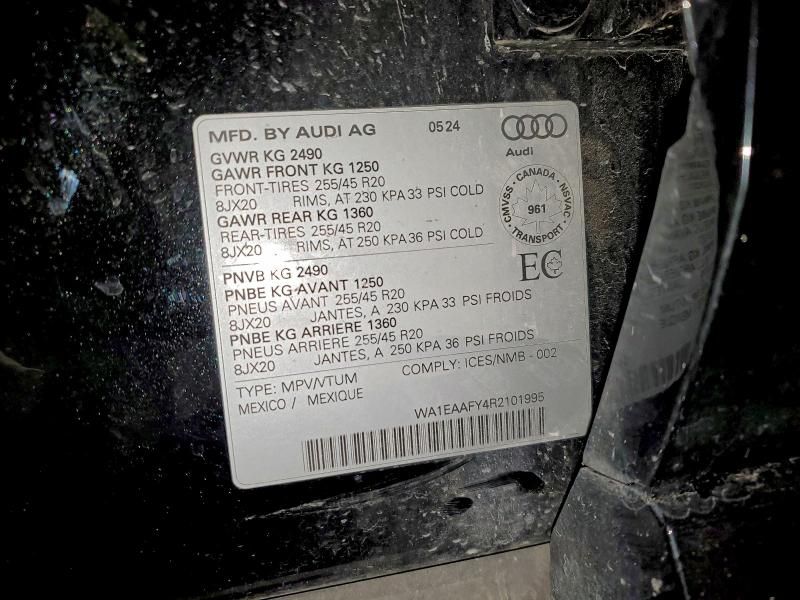 MFD. BY AUDI AG 05 24
Audi
GVWR KG 2490
GAWR FRONT KG 1250
FRONT-TIRES 255/45 R20
8JX20 RIMS, AT 230 KPA 33 PSI COLD
GAWR REAR KG 1360
REAR-TIRES 255/45 R20
8JX20 RIMS, AT 250 KPA 36 PSI COLD
CANADA
CMVSS · NSVAC
961
TRANSPORT
EC
PNVB KG 2490
PNBE KG AVANT 1250
PNEUS AVANT 255/45 R20
8JX20 JANTES, A 230 KPA 33 PSI FROIDS
PNBE KG ARRIERE 1360
PNEUS ARRIERE 255/45 R20
8JX20 JANTES, A 250 KPA 36 PSI FROIDS
TYPE: MPV/VTUM COMPLY: ICES/NMB - 002
MEXICO / MEXIQUE
WA1EAAFY4R2101995